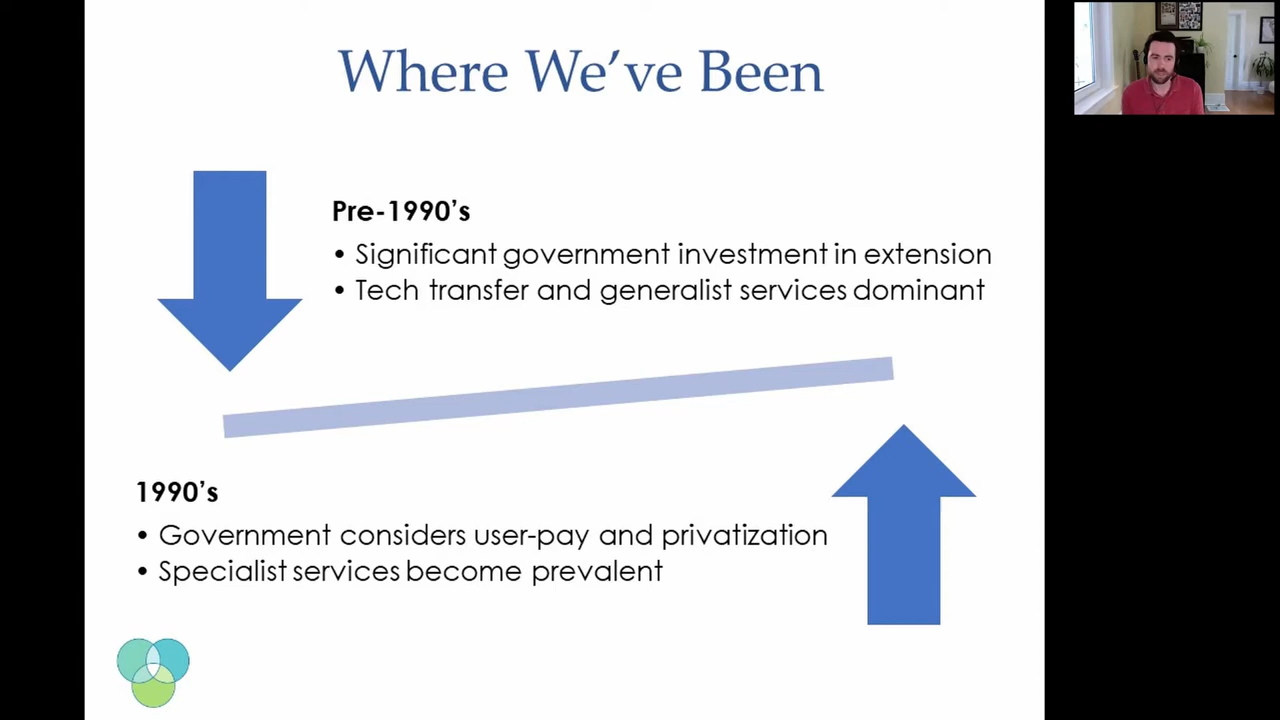 Where We've Been
Pre-1990's
• Significant government investment in extension
• Tech transfer and generalist services dominant
1990's
• Government considers user-pay and privatization
• Specialist services become prevalent